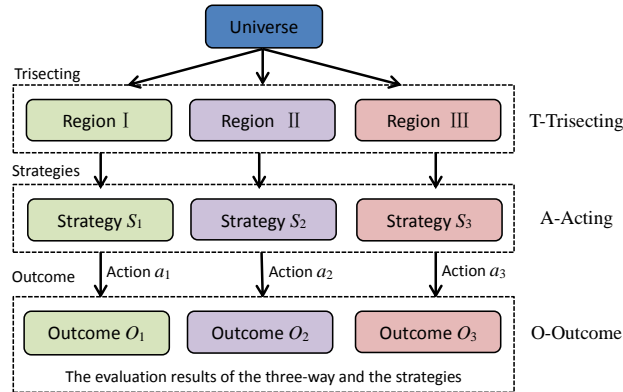 Universe
Trisecting
Region Ⅰ
Region Ⅱ
Region Ⅲ
T-Trisecting
Strategies
Strategy S1
Strategy S2
Strategy S3
A-Acting
Outcome
Action a1
Action a2
Action a3
Outcome O1
Outcome O2
Outcome O3
O-Outcome
The evaluation results of the three-way and the strategies